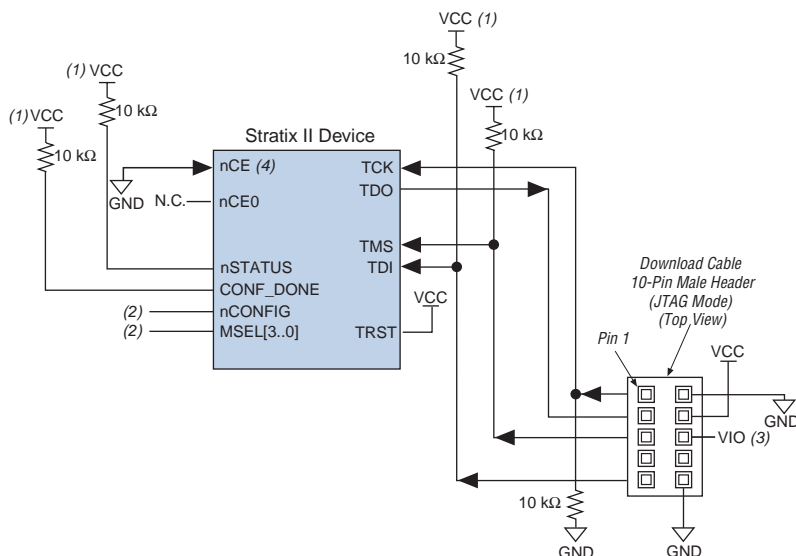 VCC (1)
10 kΩ
(1) VCC
10 kΩ
VCC (1)
10 kΩ
(1) VCC
10 kΩ
Stratix II Device
nCE (4)
TCK
GND
TDO
N.C.
nCE0
TMS
nSTATUS
TDI
CONF_DONE
(2)
nCONFIG
(2)
MSEL[3..0]
TRST
VCC
Download Cable
10-Pin Male Header
(JTAG Mode)
(Top View)
Pin 1
VCC
GND
VIO (3)
10 kΩ
GND
GND